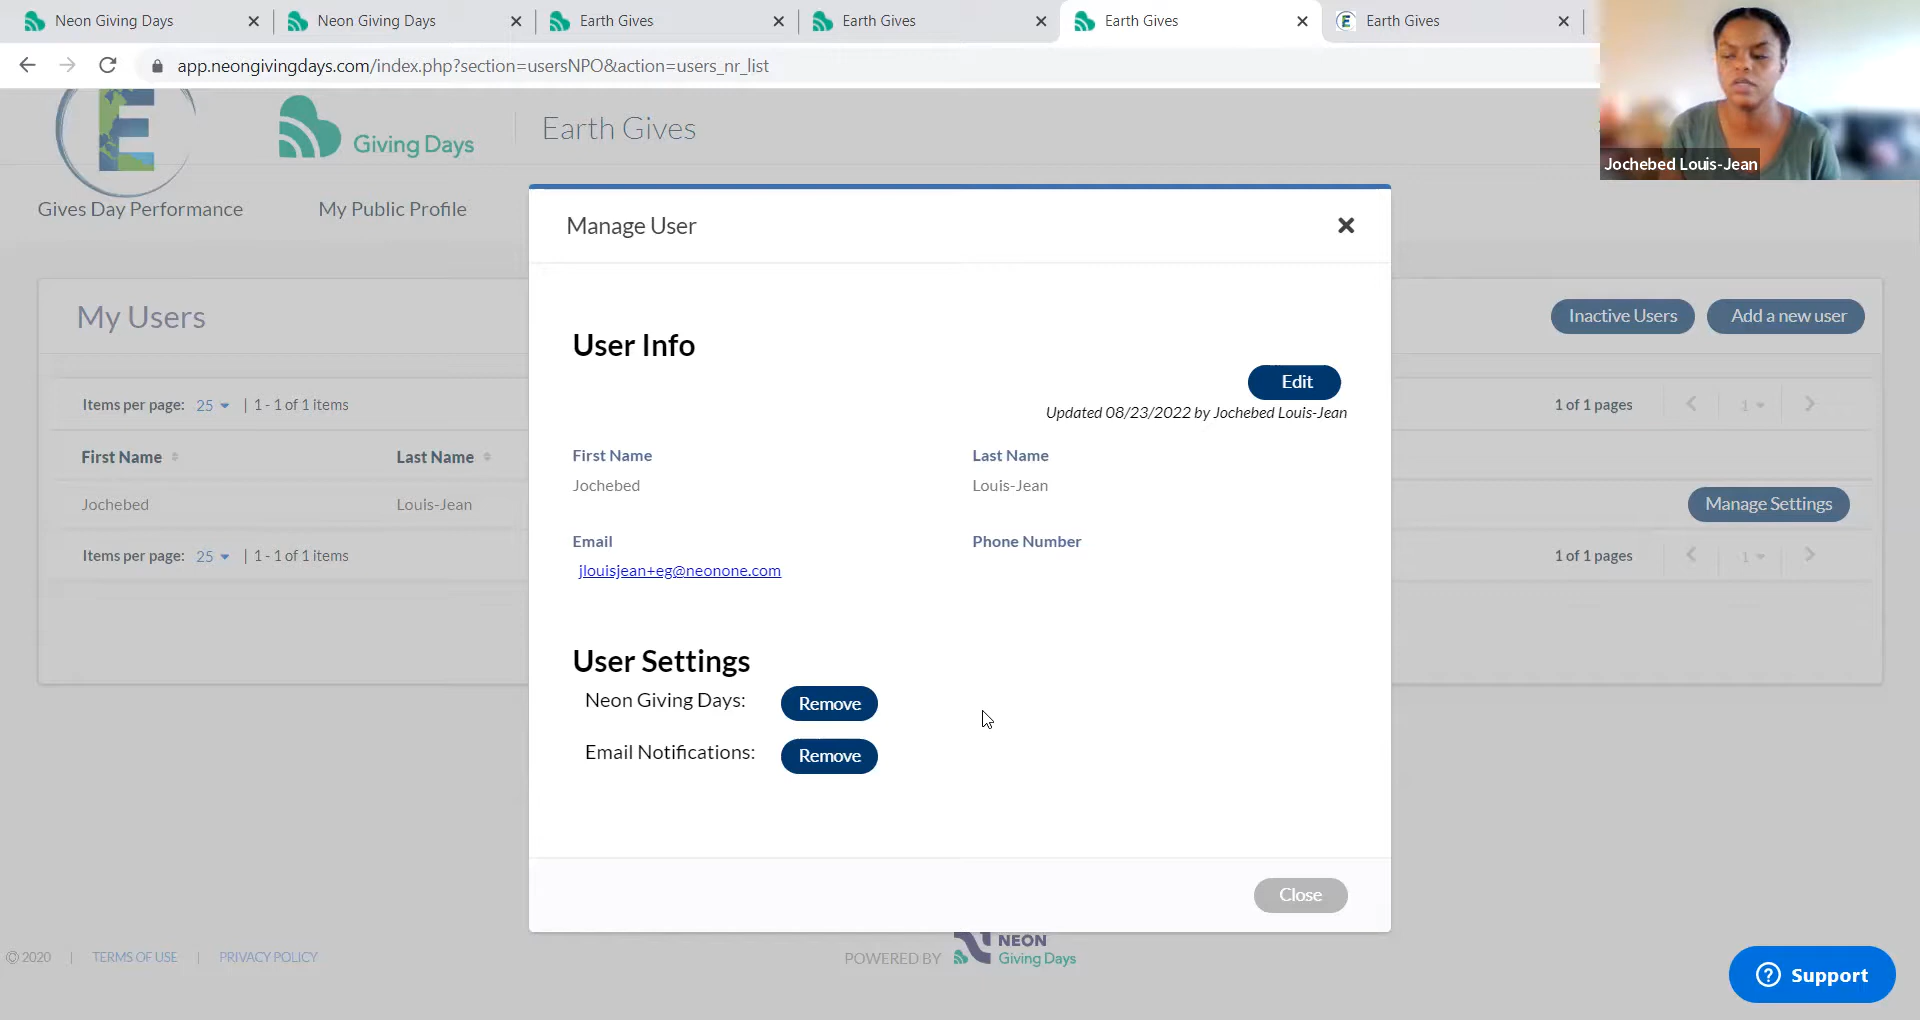 Neon Giving Days
Neon Giving Days
Earth Gives
Earth Gives
Earth Gives
Earth Gives
app.neongivingdays.com/index.php?section=usersNPO&action=users_nr_list
Jochebed Louis-Jean
E
Giving Days
Earth Gives
Gives Day Performance
My Public Profile
Manage User
My Users
Inactive Users
Add a new user
User Info
Edit
Updated 08/23/2022 by Jochebed Louis-Jean
Items per page: 25 | 1 - 1 of 1 items
1 of 1 pages
1
First Name
Last Name
First Name
Last Name
Jochebed
Louis-Jean
Jochebed
Louis-Jean
Manage Settings
Email
Phone Number
jlouisjean+eg@neonone.com
Items per page: 25 | 1 - 1 of 1 items
1 of 1 pages
1
User Settings
Neon Giving Days:
Remove
Email Notifications:
Remove
Close
© 2020 | TERMS OF USE | PRIVACY POLICY
POWERED BY
NEON
Giving Days
Support